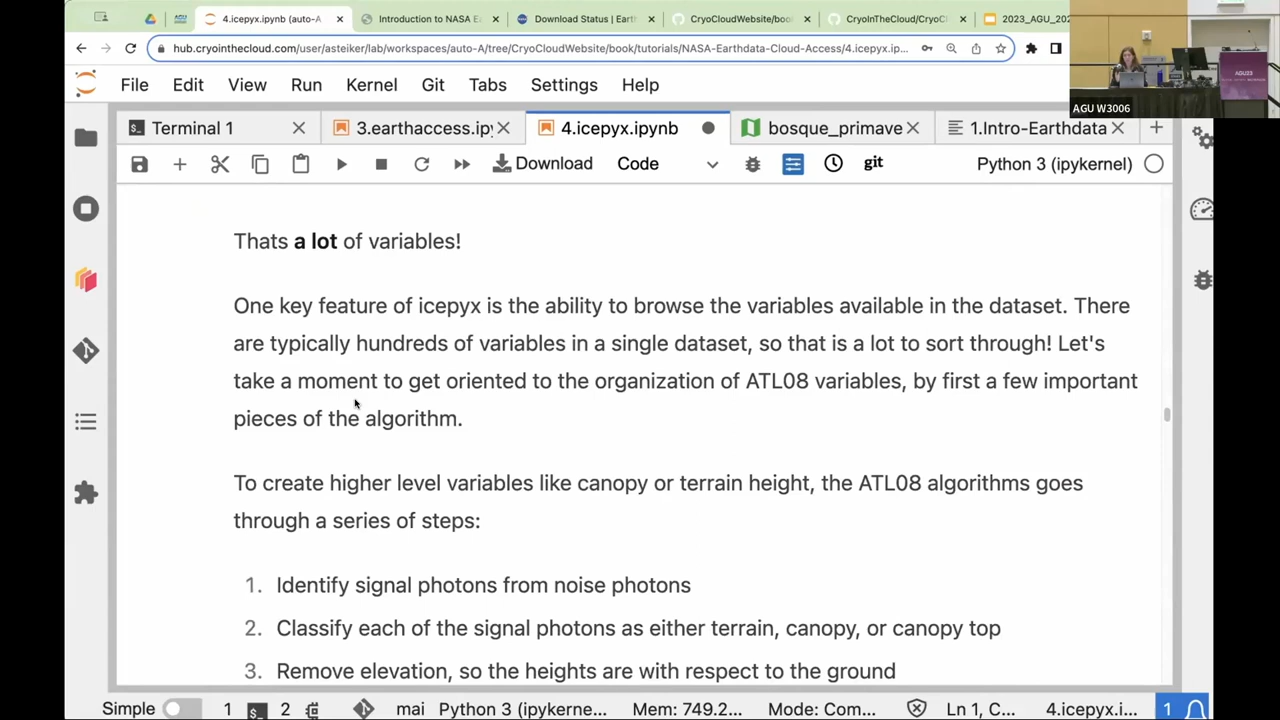 4.icepyx.ipynb (auto-A
Introduction to NASA E
Download Status | Eart
CryoCloudWebsite/boo
CryoInTheCloud/CryoC
2023_AGU_202
hub.cryointhecloud.com/user/asteiker/lab/workspaces/auto-A/tree/CryoCloudWebsite/book/tutorials/NASA-Earthdata-Cloud-Access/4.icepyx.ip...
AGU23
AGU W3006
File Edit View Run Kernel Git Tabs Settings Help
Terminal 1
3.earthaccess.ipy
4.icepyx.ipynb
bosque_primave
1.Intro-Earthdata
Download Code git Python 3 (ipykernel)
Thats a lot of variables!
One key feature of icepyx is the ability to browse the variables available in the dataset. There
are typically hundreds of variables in a single dataset, so that is a lot to sort through! Let's
take a moment to get oriented to the organization of ATL08 variables, by first a few important
pieces of the algorithm.
To create higher level variables like canopy or terrain height, the ATL08 algorithms goes
through a series of steps:
1. Identify signal photons from noise photons
2. Classify each of the signal photons as either terrain, canopy, or canopy top
3. Remove elevation, so the heights are with respect to the ground
Simple 1 2 mai Python 3 (ipykerne... Mem: 749.2... Mode: Com... Ln 1, C... 4.icepyx.i... 1